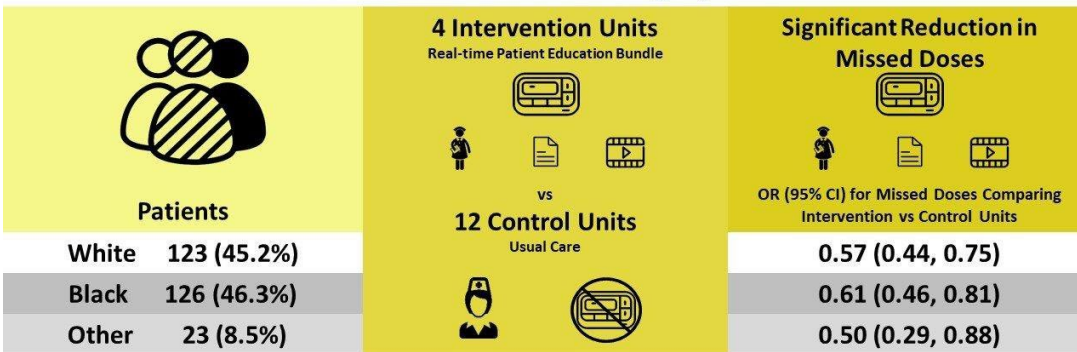 Patients
White 123 (45.2%)
Black 126 (46.3%)
Other 23 (8.5%)
4 Intervention Units
Real-time Patient Education Bundle
vs
12 Control Units
Usual Care
Significant Reduction in
Missed Doses
OR (95% CI) for Missed Doses Comparing
Intervention vs Control Units
0.57 (0.44, 0.75)
0.61 (0.46, 0.81)
0.50 (0.29, 0.88)